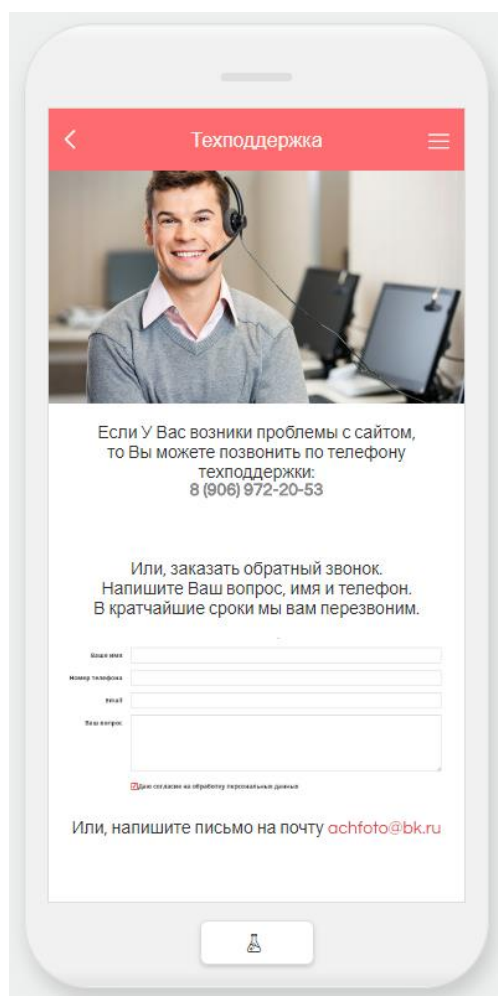 Техподдержка
Если У Вас возники проблемы с сайтом,
то Вы можете позвонить по телефону
техподдержки:
8 (906) 972-20-53
Или, заказать обратный звонок.
Напишите Ваш вопрос, имя и телефон.
В кратчайшие сроки мы вам перезвоним.
Ваше имя
Номер телефона
Email
Ваш вопрос
Даю согласие на обработку персональных данных
Или, напишите письмо на почту achfoto@bk.ru